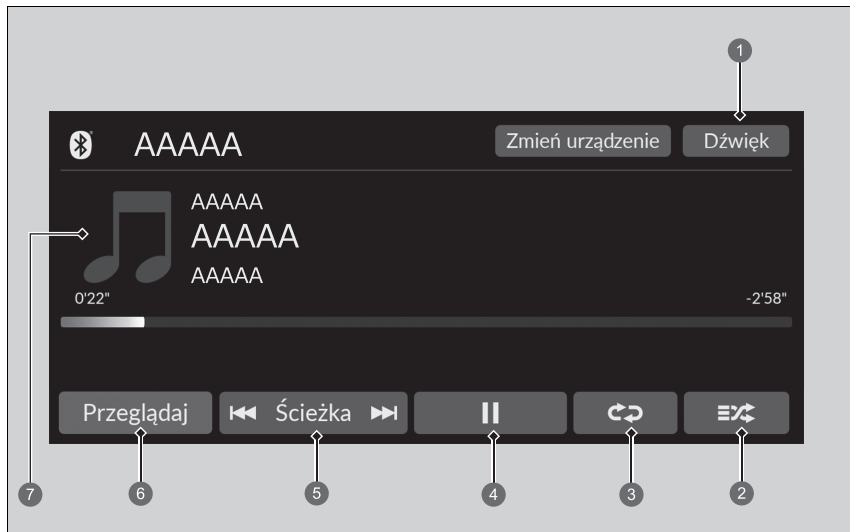 1
AAAAA Zmień urządzenie Dźwięk
AAAAA
AAAAA
AAAAA
7
0'22" -2'58"
Przeglądaj Ścieżka
6 5 4 3 2